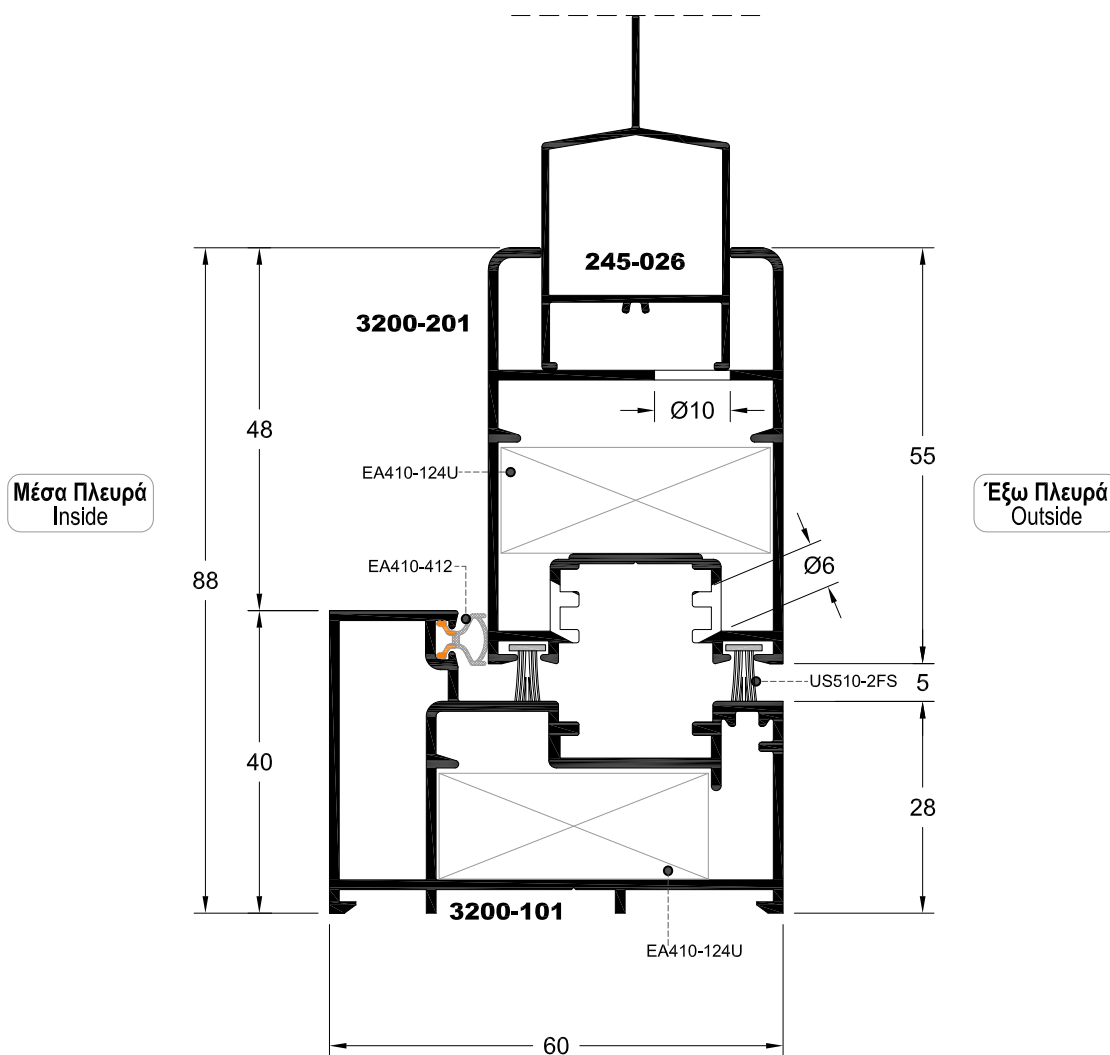 245-026
3200-201
Ø10
48
55
EA410-124U
Μέσα Πλευρά
Inside
Έξω Πλευρά
Outside
EA410-412
Ø6
88
US510-2FS
5
40
28
3200-101
EA410-124U
60